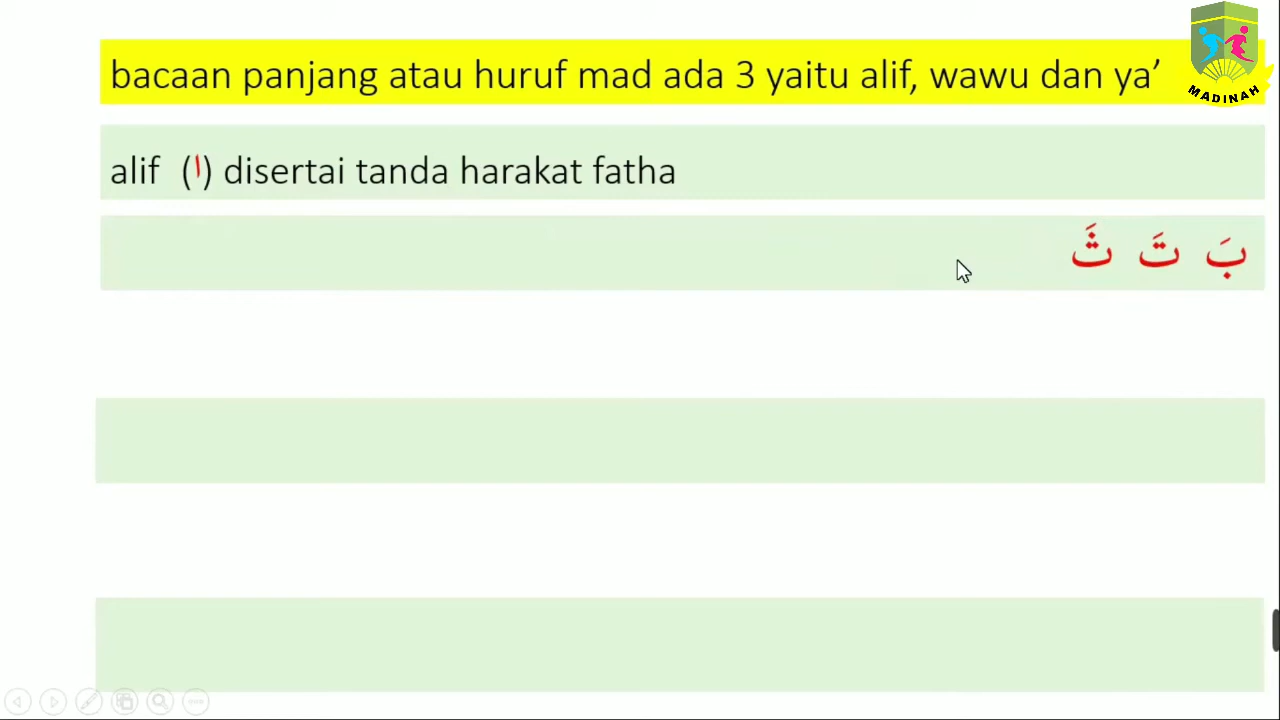 bacaan panjang atau huruf mad ada 3 yaitu alif, wawu dan ya’
MADINAH
alif (ا) disertai tanda harakat fatha
بَ تَ ثَ